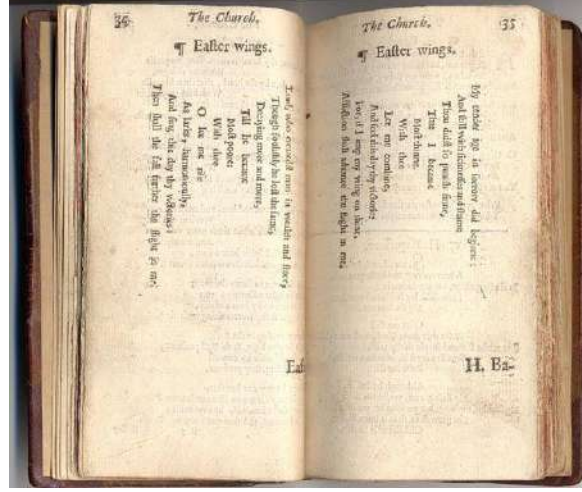 34 The Church.
¶ Eaſter wings.
Lord, who createdſt man in wealth and ſtore,
Though fooliſhly he loſt the ſame,
Decaying more and more,
Till he became
Moſt poore:
With thee
O let me riſe
As larks, harmoniouſly,
And ſing this day thy victories:
Then ſhall the fall further the flight in me.
Eaſ
The Church. 35
¶ Eaſter wings.
My tender age in ſorrow did beginne:
And ſtill with ſickneſſes and ſhame
Thou didſt ſo puniſh ſinne,
That I became
Moſt thinne.
With thee
Let me combine,
And feel this day thy victorie:
For, if I imp my wing on thine,
Affliction ſhall advance the flight in me.
H. Ba-